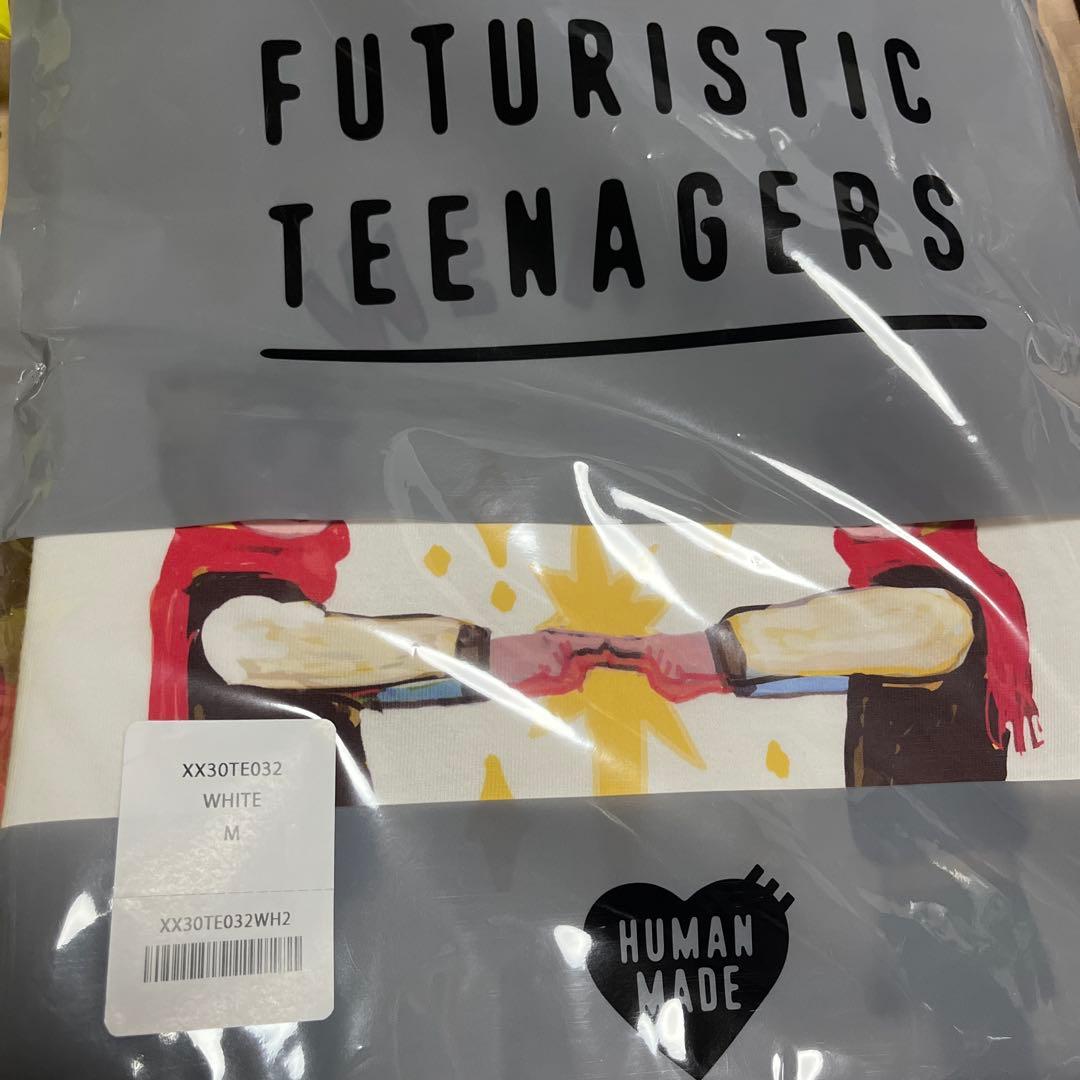 FUTURISTIC
TEENAGERS
XX30TE032
WHITE
M
XX30TE032WH2
HUMAN
MADE